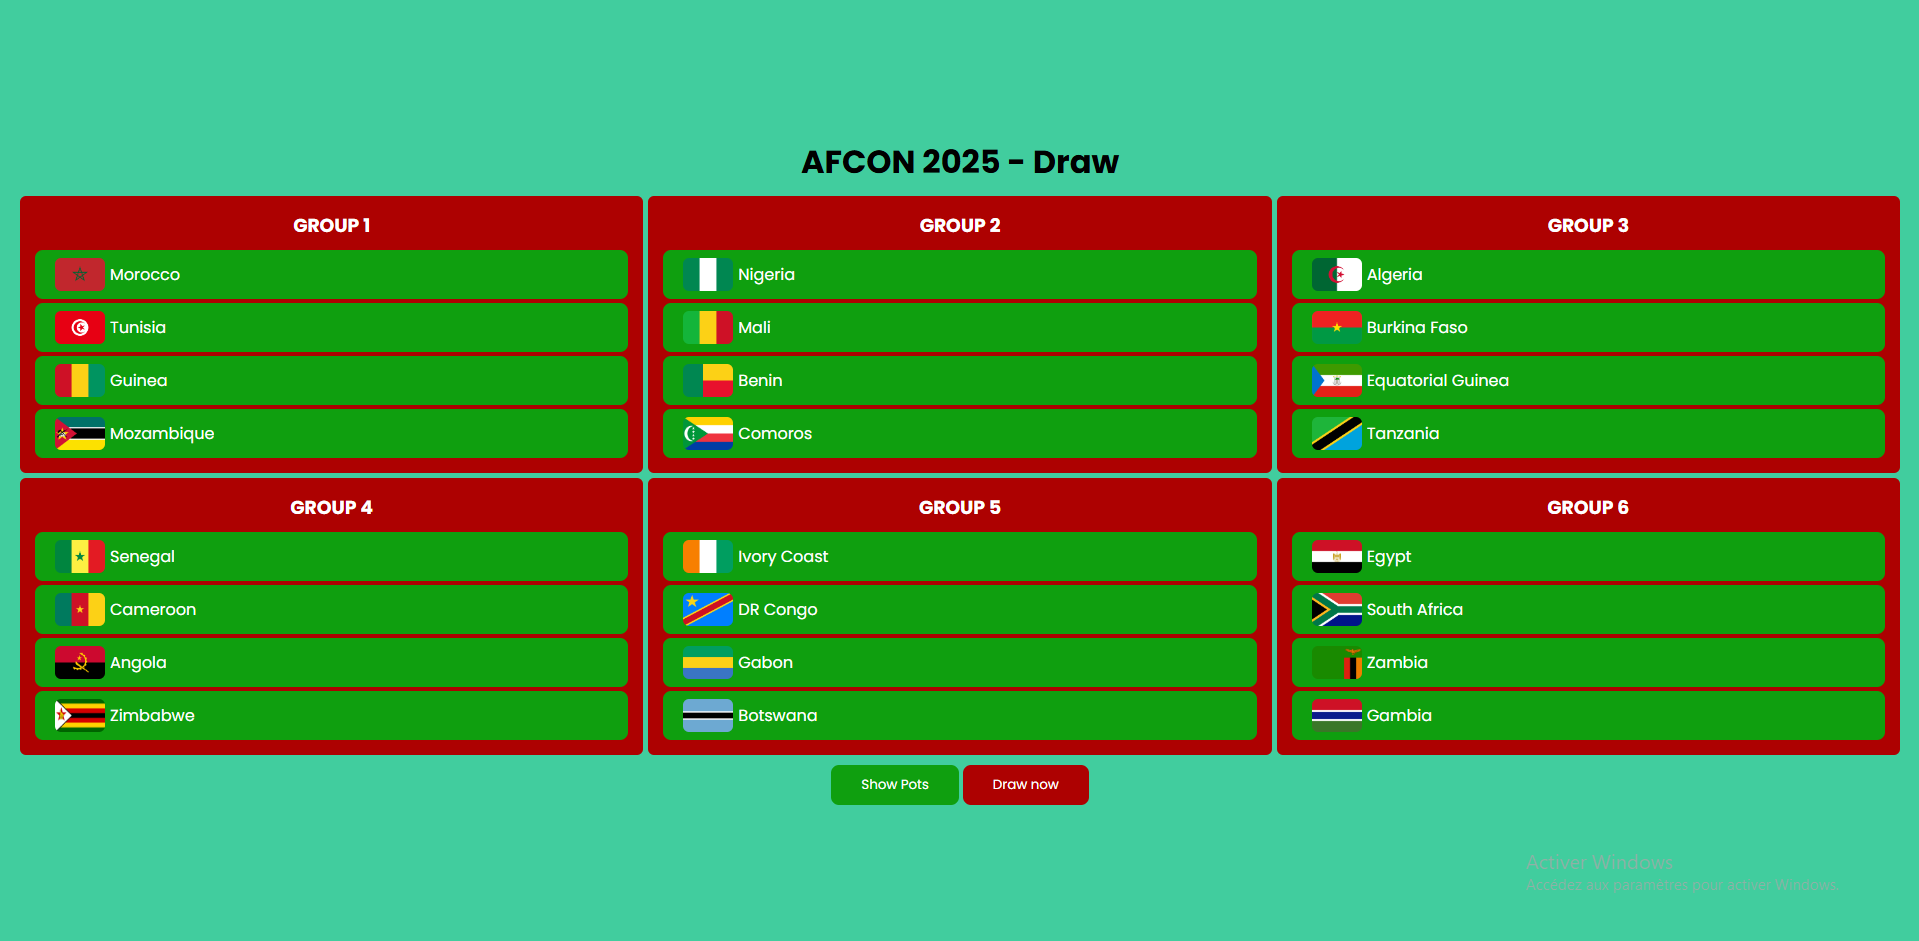 AFCON 2025 - Draw
GROUP 1
Morocco
Tunisia
Guinea
Mozambique
GROUP 2
Nigeria
Mali
Benin
Comoros
GROUP 3
Algeria
Burkina Faso
Equatorial Guinea
Tanzania
GROUP 4
Senegal
Cameroon
Angola
Zimbabwe
GROUP 5
Ivory Coast
DR Congo
Gabon
Botswana
GROUP 6
Egypt
South Africa
Zambia
Gambia
Show Pots
Draw now
Activer Windows
Accédez aux paramètres pour activer Windows.